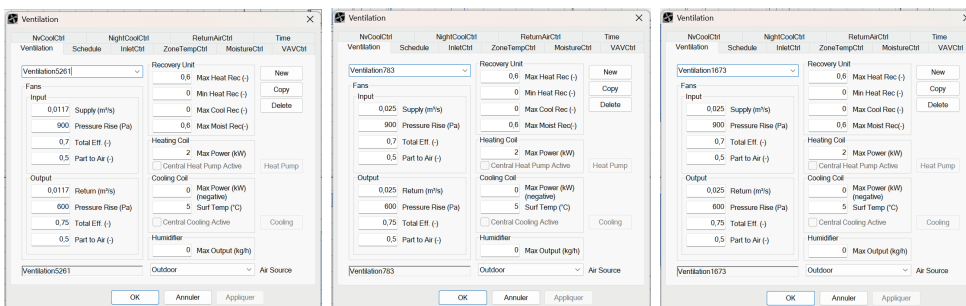 Ventilation
NvCoolCtrl NightCoolCtrl ReturnAirCtrl Time
Ventilation Schedule InletCtrl ZoneTempCtrl MoistureCtrl VAVCtrl
Ventilation5261
Fans
Input
0,0117 Supply (m³/s)
900 Pressure Rise (Pa)
0,7 Total Eff. (-)
0,5 Part to Air (-)
Output
0,0117 Return (m³/s)
600 Pressure Rise (Pa)
0,75 Total Eff. (-)
0,5 Part to Air (-)
Ventilation5261
Recovery Unit
0,6 Max Heat Rec (-)
0 Min Heat Rec (-)
0 Max Cool Rec (-)
0,6 Max Moist Rec(-)
Heating Coil
2 Max Power (kW)
Central Heat Pump Active
Cooling Coil
0 Max Power (kW)
(negative)
5 Surf Temp (°C)
Central Cooling Active
Humidifier
0 Max Output (kg/h)
Outdoor Air Source
New
Copy
Delete
Heat Pump
Cooling
OK Annuler Appliquer
Ventilation
NvCoolCtrl NightCoolCtrl ReturnAirCtrl Time
Ventilation Schedule InletCtrl ZoneTempCtrl MoistureCtrl VAVCtrl
Ventilation783
Fans
Input
0,025 Supply (m³/s)
900 Pressure Rise (Pa)
0,7 Total Eff. (-)
0,5 Part to Air (-)
Output
0,025 Return (m³/s)
600 Pressure Rise (Pa)
0,75 Total Eff. (-)
0,5 Part to Air (-)
Ventilation783
Recovery Unit
0,6 Max Heat Rec (-)
0 Min Heat Rec (-)
0 Max Cool Rec (-)
0,6 Max Moist Rec(-)
Heating Coil
2 Max Power (kW)
Central Heat Pump Active
Cooling Coil
0 Max Power (kW)
(negative)
5 Surf Temp (°C)
Central Cooling Active
Humidifier
0 Max Output (kg/h)
Outdoor Air Source
New
Copy
Delete
Heat Pump
Cooling
OK Annuler Appliquer
Ventilation
NvCoolCtrl NightCoolCtrl ReturnAirCtrl Time
Ventilation Schedule InletCtrl ZoneTempCtrl MoistureCtrl VAVCtrl
Ventilation1673
Fans
Input
0,025 Supply (m³/s)
900 Pressure Rise (Pa)
0,7 Total Eff. (-)
0,5 Part to Air (-)
Output
0,025 Return (m³/s)
600 Pressure Rise (Pa)
0,75 Total Eff. (-)
0,5 Part to Air (-)
Ventilation1673
Recovery Unit
0,6 Max Heat Rec (-)
0 Min Heat Rec (-)
0 Max Cool Rec (-)
0,6 Max Moist Rec(-)
Heating Coil
2 Max Power (kW)
Central Heat Pump Active
Cooling Coil
0 Max Power (kW)
(negative)
5 Surf Temp (°C)
Central Cooling Active
Humidifier
0 Max Output (kg/h)
Outdoor Air Source
New
Copy
Delete
Heat Pump
Cooling
OK Annuler Appliquer